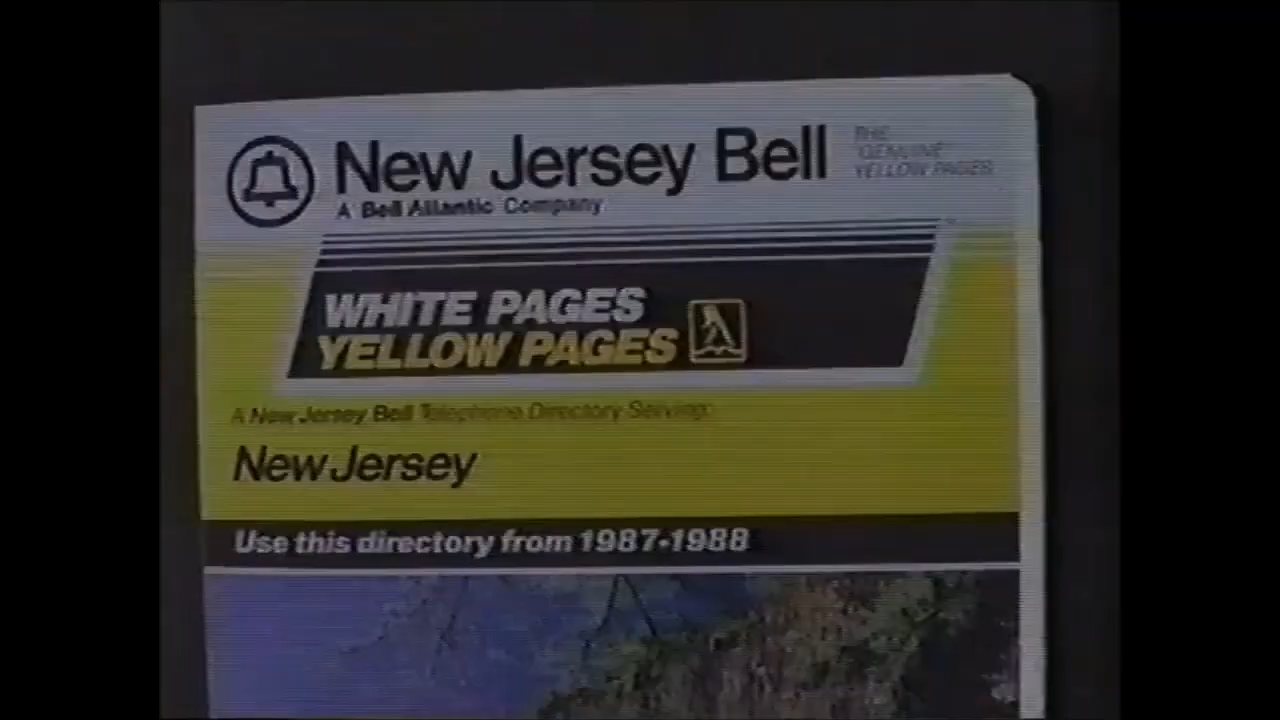 New Jersey Bell
A Bell Atlantic Company
THE
GENUINE
YELLOW PAGES
WHITE PAGES
YELLOW PAGES
A New Jersey Bell Telephone Directory Serving:
New Jersey
Use this directory from 1987-1988